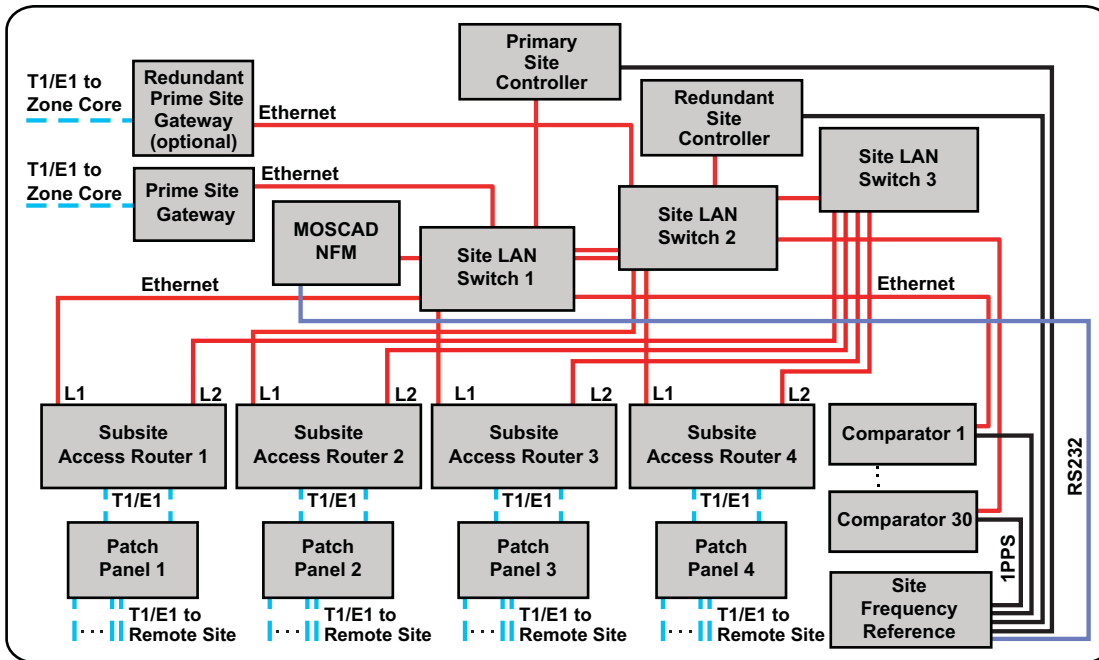 T1/E1 to
Zone Core
Redundant
Prime Site
Gateway
(optional)
Ethernet
Primary
Site
Controller
Redundant
Site
Controller
Site LAN
Switch 3
T1/E1 to
Zone Core
Prime Site
Gateway
Ethernet
MOSCAD
NFM
Site LAN
Switch 1
Site LAN
Switch 2
Ethernet
Ethernet
L1
L2
L1
L2
L1
L2
L1
L2
Subsite
Access Router 1
Subsite
Access Router 2
Subsite
Access Router 3
Subsite
Access Router 4
Comparator 1
Comparator 30
RS232
1PPS
T1/E1
T1/E1
T1/E1
T1/E1
Patch
Panel 1
Patch
Panel 2
Patch
Panel 3
Patch
Panel 4
Site
Frequency
Reference
T1/E1 to
Remote Site
T1/E1 to
Remote Site
T1/E1 to
Remote Site
T1/E1 to
Remote Site